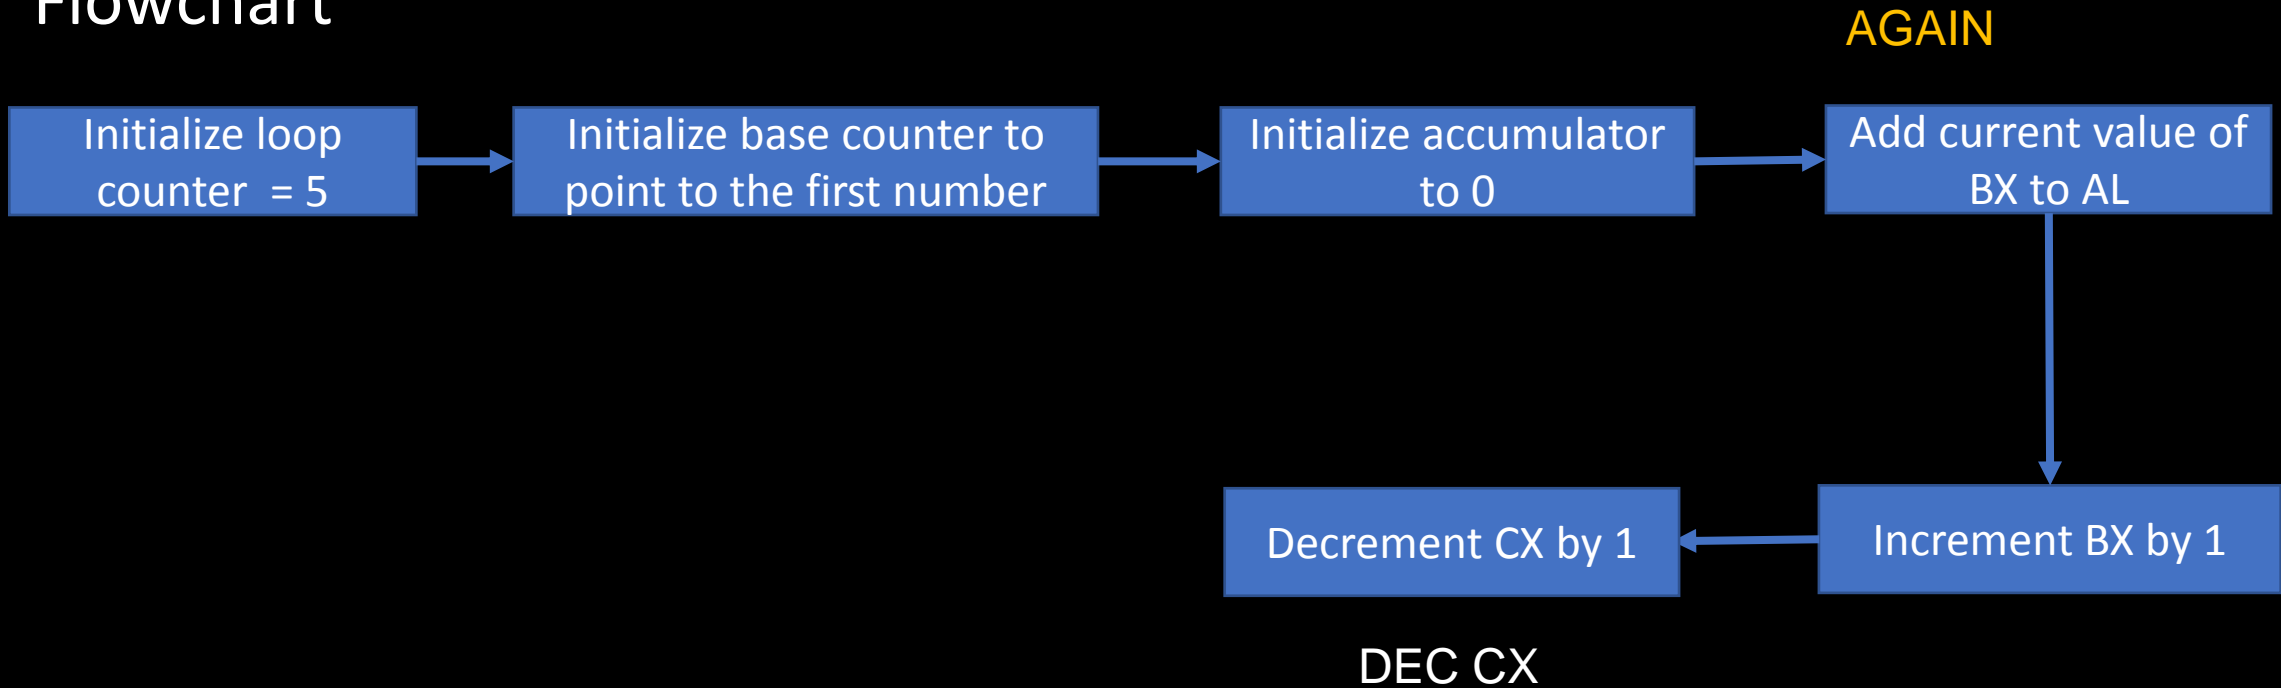 Flowchart
AGAIN
Initialize loop
counter = 5
Initialize base counter to
point to the first number
Initialize accumulator
to 0
Add current value of
BX to AL
Decrement CX by 1
Increment BX by 1
DEC CX